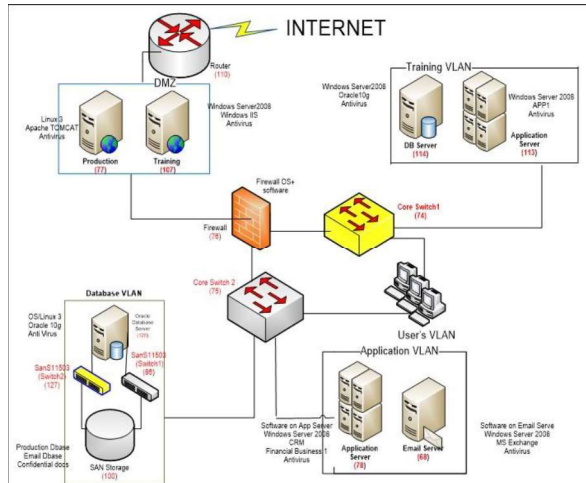 INTERNET
Router
(110)
DMZ
Linux 3
Apache TOMCAT
Antivirus
Production
(77)
Training
(107)
Windows Server2008
Window IIS
Antivirus
Training VLAN
Windows Server2008
Oracle10g
Antivirus
DB Server
(114)
Windows Server 2008
APP1
Antivirus
Application
Server
(113)
Firewall OS+
software
Firewall
(76)
Core Switch1
(74)
Core Switch 2
(75)
User's VLAN
Database VLAN
OS/Linux 3
Oracle 10g
Anti Virus
Oracle
Database
Server
SanS11503
(Switch2)
(127)
SanS11503
(Switch1)
SAN Storage
(100)
Production Dbase
Email Dbase
Confidential docs
Application VLAN
Software on App Server
Windows Server 2008
CRM
Financial Business 1
Antivirus
Application
Server
(78)
Email Server
(68)
Software on Email Serve
Windows Server 2008
MS Exchange
Antivirus